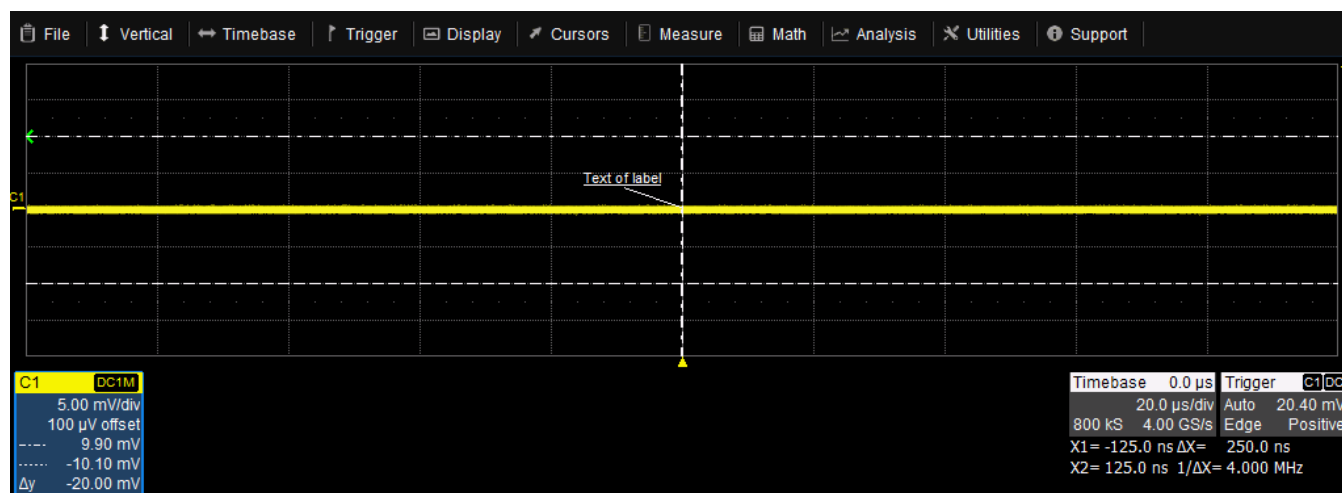 File Vertical Timebase Trigger Display Cursors Measure Math Analysis Utilities Support
Text of label
C1
C1 DC1M
5.00 mV/div
100 µV offset
9.90 mV
-10.10 mV
Δy -20.00 mV
Timebase 0.0 µs
20.0 µs/div
800 kS 4.00 GS/s
Trigger C1 DC
Auto 20.40 mV
Edge Positive
X1= -125.0 ns ΔX= 250.0 ns
X2= 125.0 ns 1/ΔX= 4.000 MHz